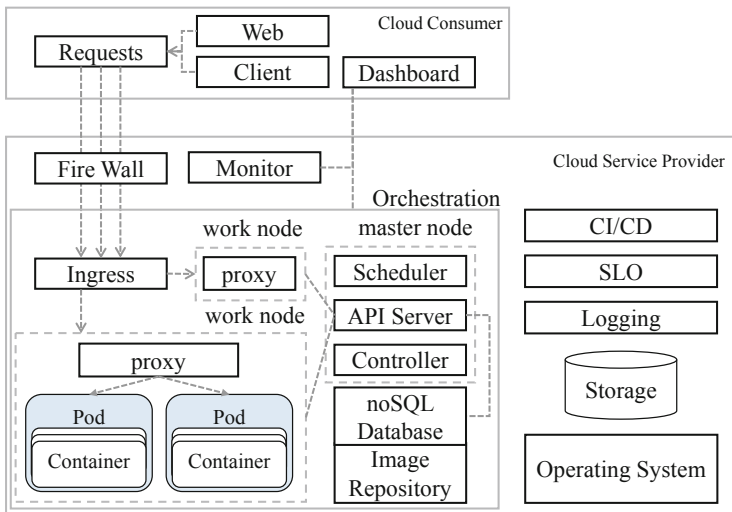 Cloud Consumer
Web
Requests
Client
Dashboard
Cloud Service Provider
Fire Wall
Monitor
Orchestration
work node
master node
CI/CD
Ingress
proxy
Scheduler
SLO
work node
API Server
Logging
proxy
Controller
Pod
Pod
Container
Container
noSQL
Database
Image
Repository
Storage
Operating System